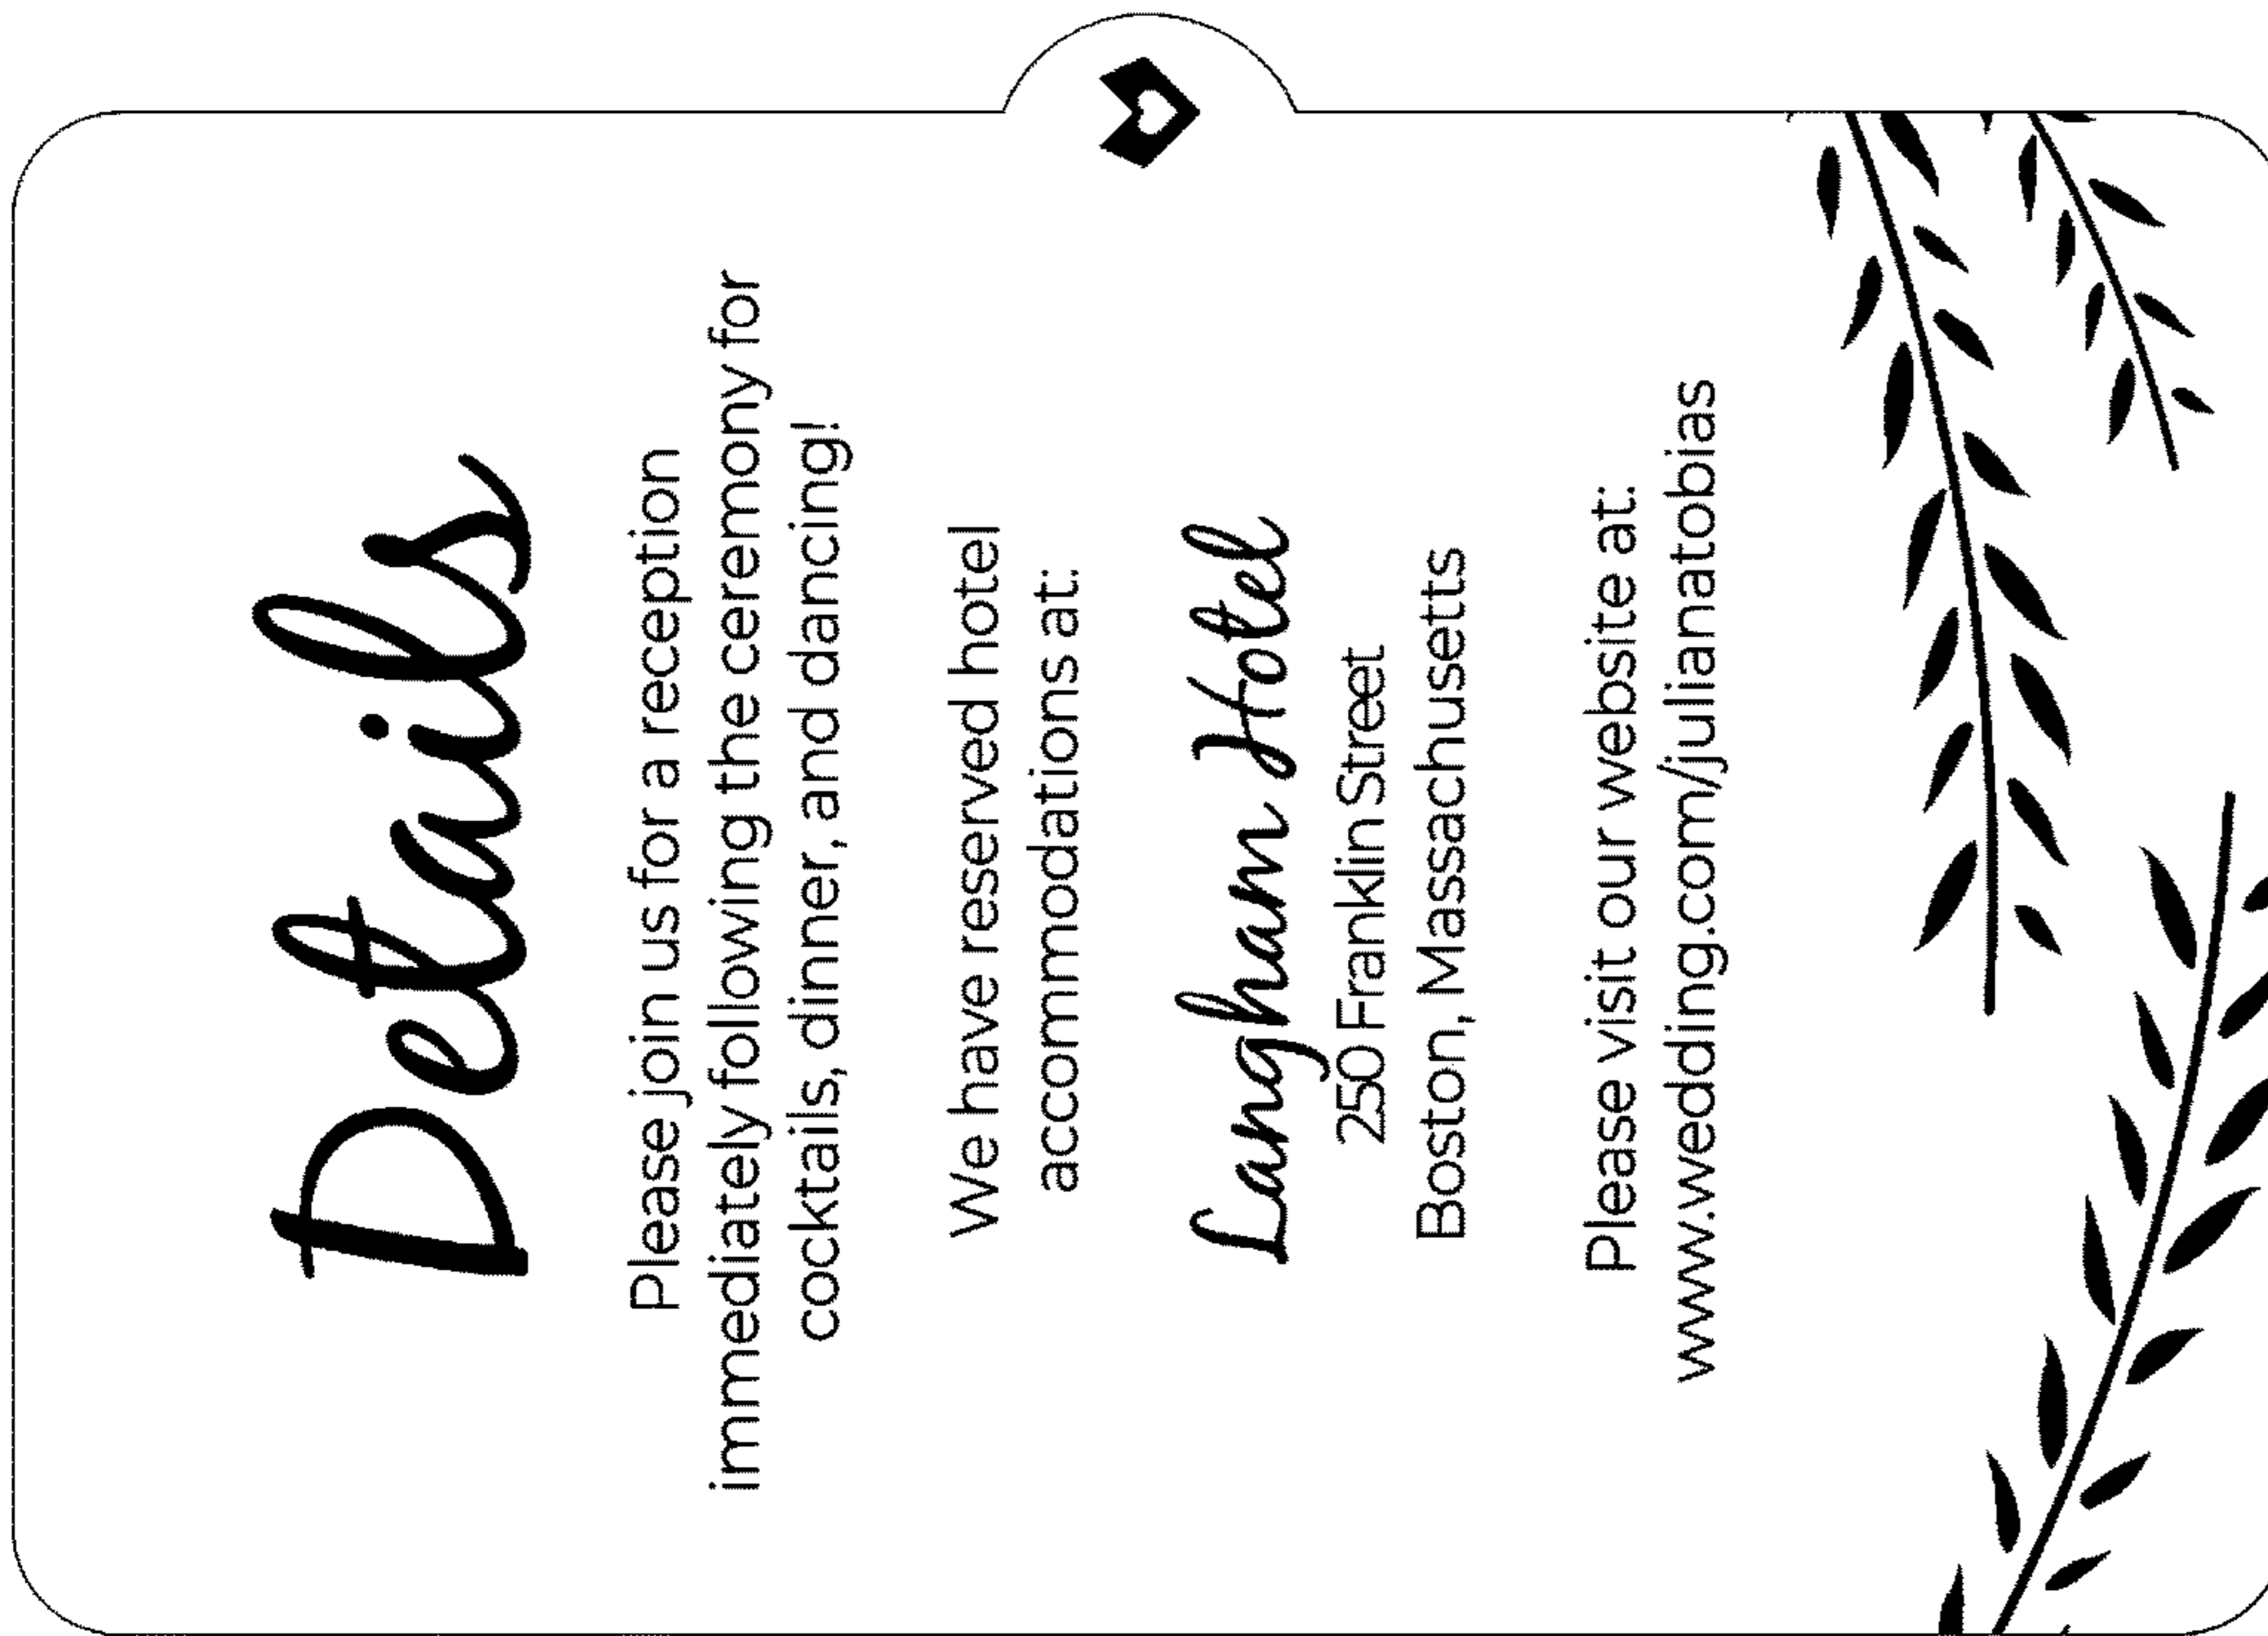 Details
Please join us for a reception
immediately following the ceremony for
cocktails, dinner, and dancing!
We have reserved hotel
accommodations at:
Langham Hotel
250 Franklin Street
Boston, Massachusetts
Please visit our website at:
www.wedding.com/julianatobias